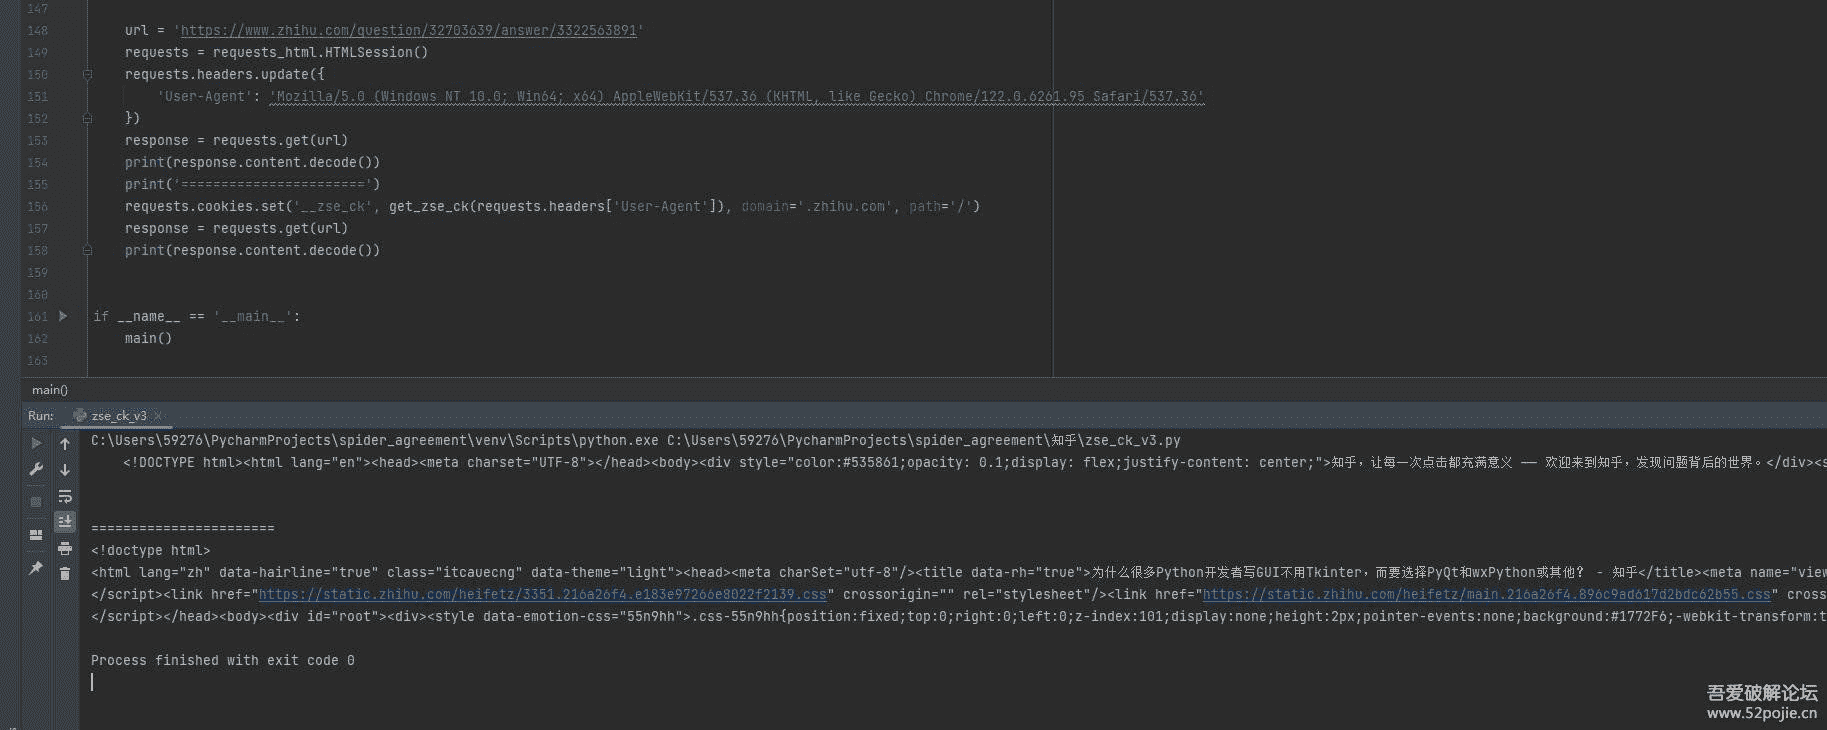 147
148 url = 'https://www.zhihu.com/question/32703639/answer/3322563891'
149 requests = requests_html.HTMLSession()
150 requests.headers.update({
151 'User-Agent': 'Mozilla/5.0 (Windows NT 10.0; Win64; x64) AppleWebKit/537.36 (KHTML, like Gecko) Chrome/122.0.6261.95 Safari/537.36'
152 })
153 response = requests.get(url)
154 print(response.content.decode())
155 print('=======================')
156 requests.cookies.set('__zse_ck', get_zse_ck(requests.headers['User-Agent']), domain='.zhihu.com', path='/')
157 response = requests.get(url)
158 print(response.content.decode())
159
160
161 if __name__ == '__main__':
162 main()
163
main()
Run: zse_ck_v3 ×
C:\Users\59276\PycharmProjects\spider_agreement\venv\Scripts\python.exe C:\Users\59276\PycharmProjects\spider_agreement\知乎\zse_ck_v3.py
<!DOCTYPE html><html lang="en"><head><meta charset="UTF-8"></head><body><div style="color:#535861;opacity: 0.1;display: flex;justify-content: center;">知乎，让每一次点击都充满意义 —— 欢迎来到知乎，发现问题背后的世界。</div><s
=======================
<!doctype html>
<html lang="zh" data-hairline="true" class="itcauecng" data-theme="light"><head><meta charSet="utf-8"/><title data-rh="true">为什么很多Python开发者写GUI不用Tkinter，而要选择PyQt和wxPython或其他？ - 知乎</title><meta name="view
</script><link href="https://static.zhihu.com/heifetz/3351.216a26f4.e183e97266e8022f2139.css" crossorigin="" rel="stylesheet"/><link href="https://static.zhihu.com/heifetz/main.216a26f4.896c9ad617d2bdc62b55.css" cross
</script></head><body><div id="root"><div><style data-emotion-css="55n9hh">.css-55n9hh{position:fixed;top:0;right:0;left:0;z-index:101;display:none;height:2px;pointer-events:none;background:#1772F6;-webkit-transform:t
Process finished with exit code 0
吾爱破解论坛
www.52pojie.cn